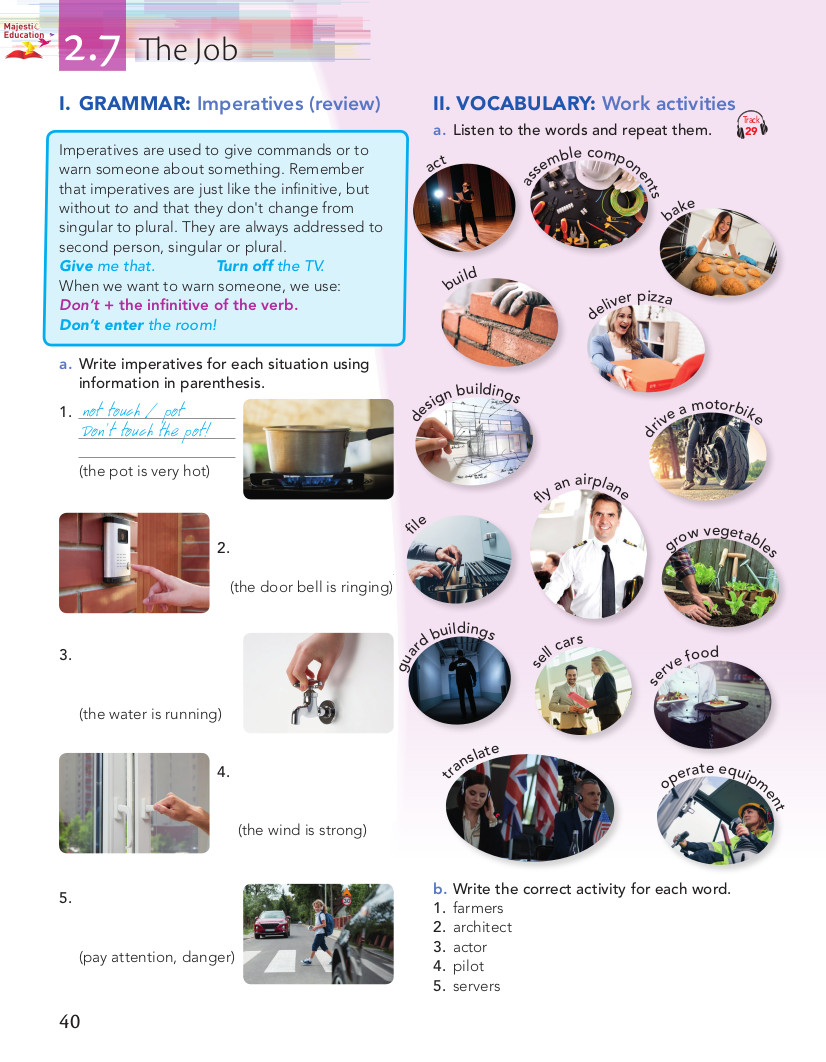 Majestic
Education
2.7 The Job
I. GRAMMAR: Imperatives (review)
Imperatives are used to give commands or to
warn someone about something. Remember
that imperatives are just like the infinitive, but
without to and that they don't change from
singular to plural. They are always addressed to
second person, singular or plural.
Give me that. Turn off the TV.
When we want to warn someone, we use:
Don't + the infinitive of the verb.
Don't enter the room!
a. Write imperatives for each situation using
information in parenthesis.
1. not touch / pot
Don't touch the pot!
(the pot is very hot)
2.
(the door bell is ringing)
3.
(the water is running)
4.
(the wind is strong)
5.
(pay attention, danger)
40
II. VOCABULARY: Work activities
a. Listen to the words and repeat them.
Track
29
act
assemble components
bake
build
deliver pizza
design buildings
drive a motorbike
fly an airplane
file
grow vegetables
guard buildings
sell cars
serve food
translate
operate equipment
b. Write the correct activity for each word.
1. farmers
2. architect
3. actor
4. pilot
5. servers